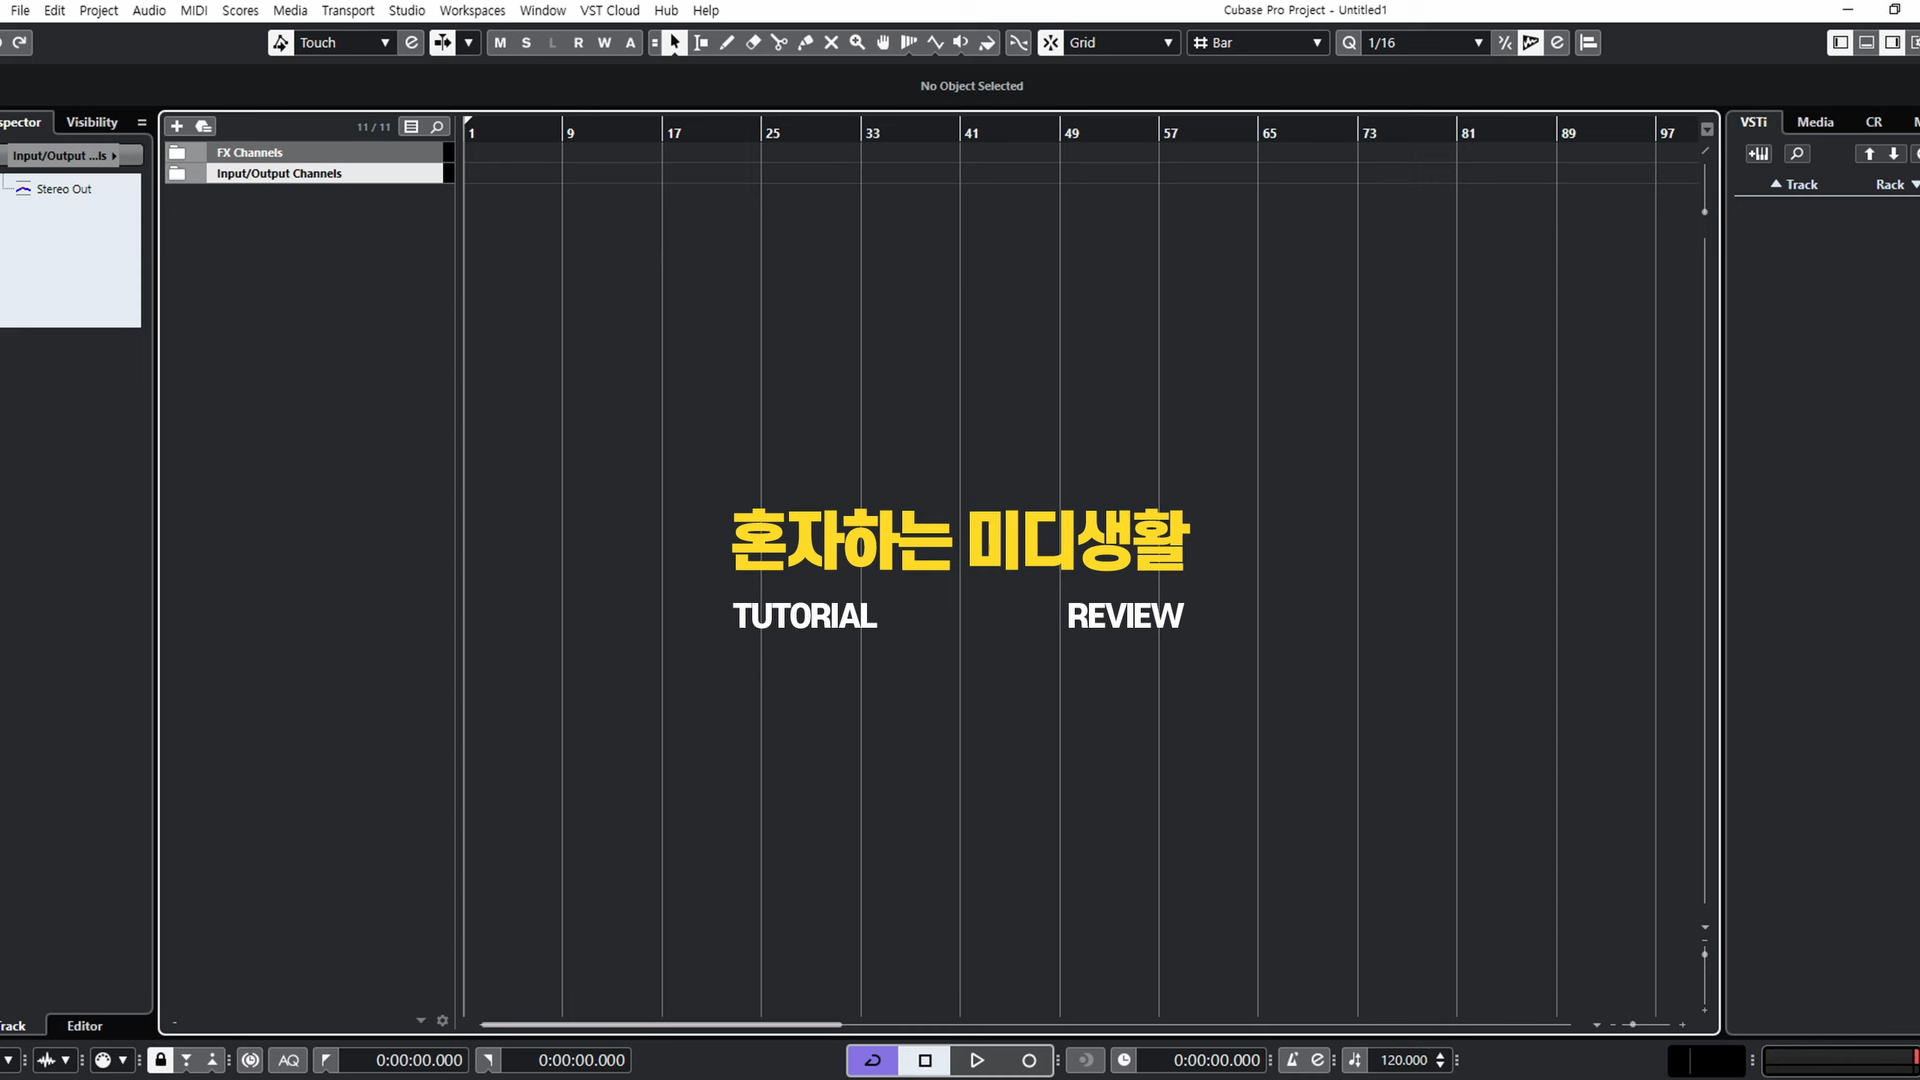 File Edit Project Audio MIDI Scores Media Transport Studio Workspaces Window VST Cloud Hub Help Cubase Pro Project - Untitled1
Touch M S L R W A Grid Bar Q 1/16
No Object Selected
spector Visibility
11 / 11
1 9 17 25 33 41 49 57 65 73 81 89 97
VSTi Media CR M
Input/Output ...ls
FX Channels
Input/Output Channels
Stereo Out
Track Rack
혼자하는 미디생활
TUTORIAL REVIEW
rack Editor
AQ 0:00:00.000 0:00:00.000 0:00:00.000 120.000